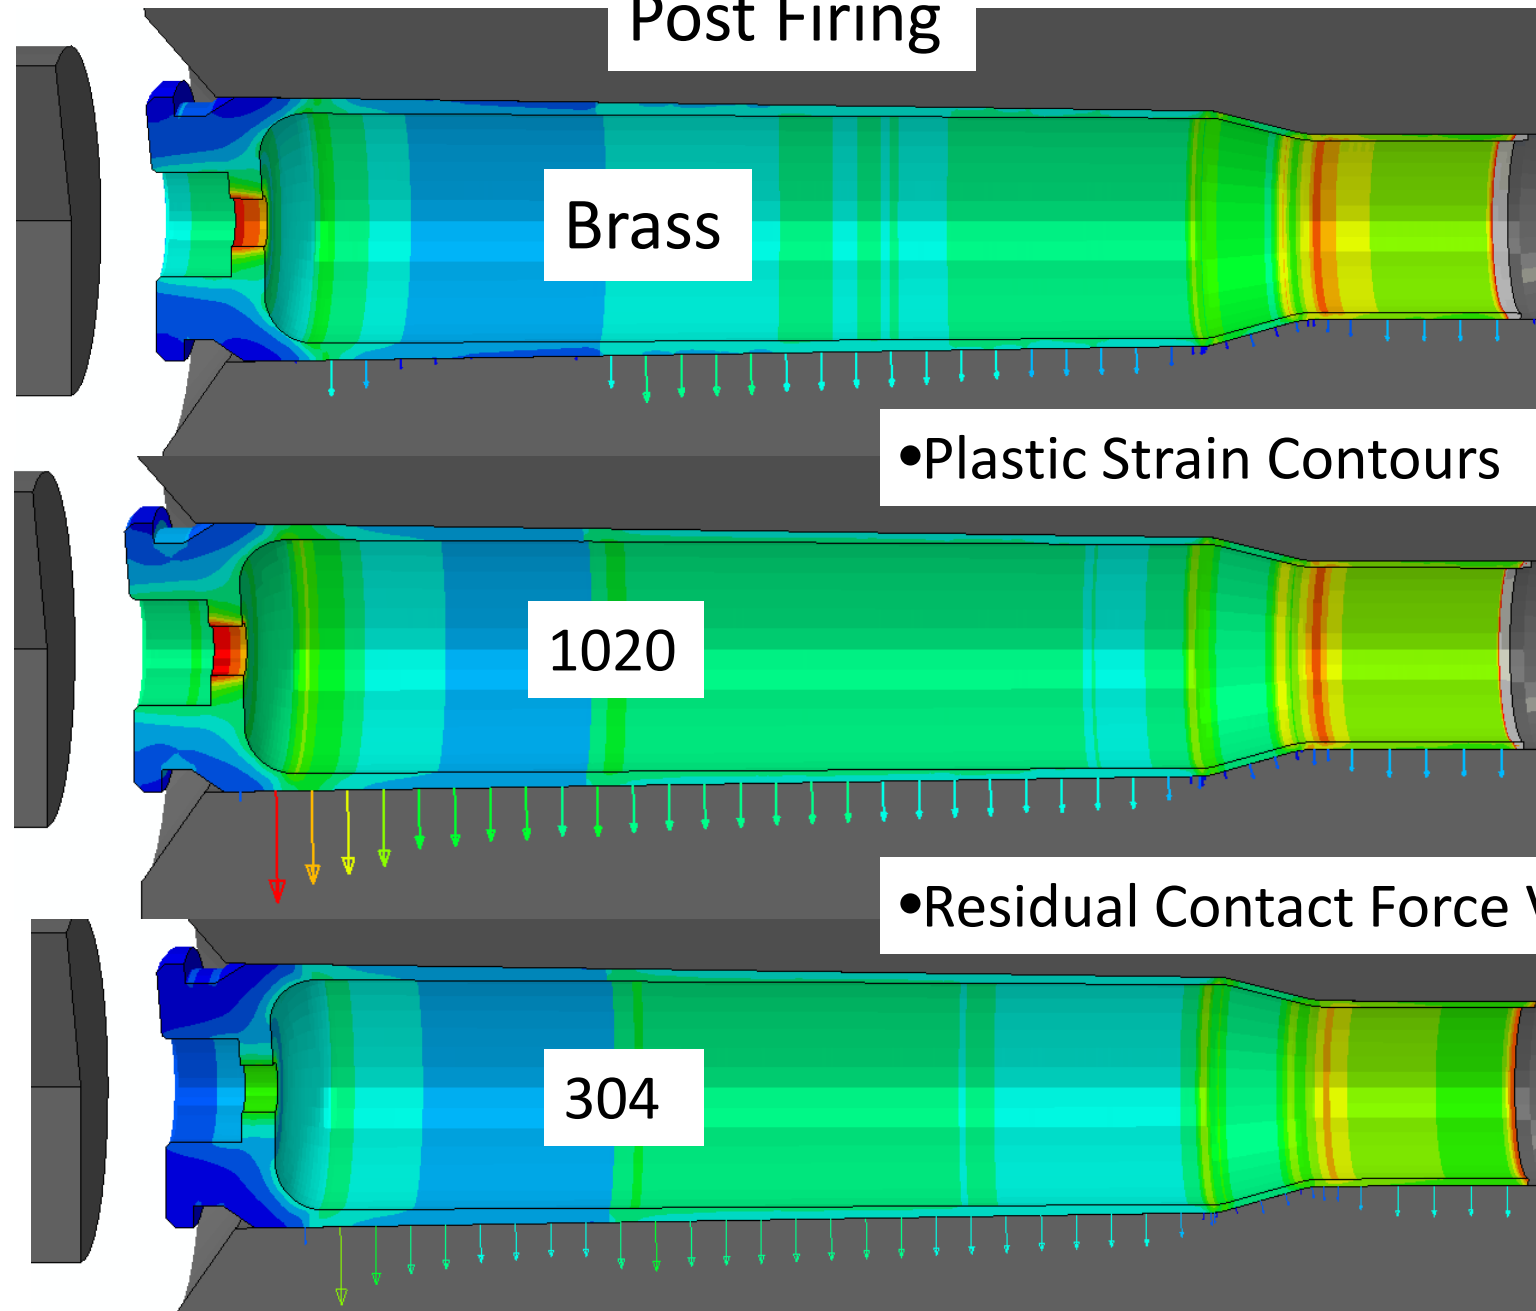 Post Firing
Brass
•Plastic Strain Contours
1020
•Residual Contact Force
304